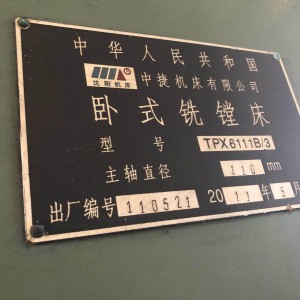 中华人民共和国
沈阳机床 中捷机床有限公司
卧式铣镗床
型号 TPX6111B/3
主轴直径 110 mm
出厂编号 110521 2011年5月